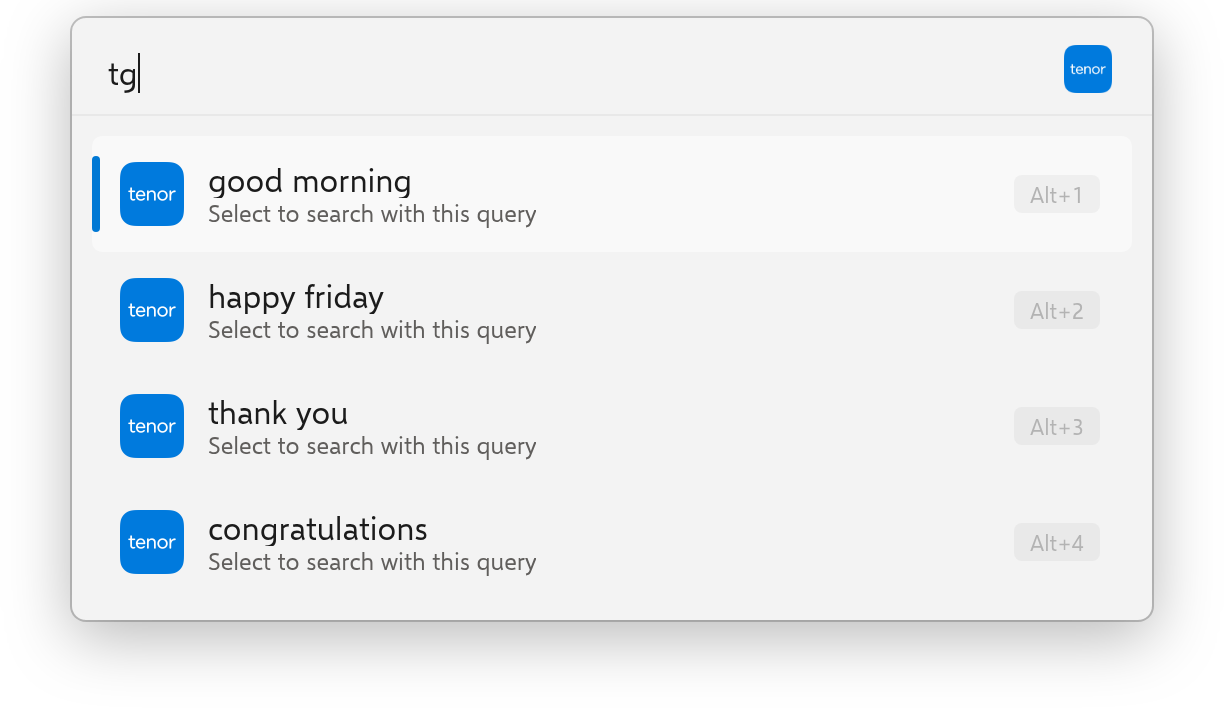 tg
tenor
tenor
good morning
Select to search with this query
Alt+1
tenor
happy friday
Select to search with this query
Alt+2
tenor
thank you
Select to search with this query
Alt+3
tenor
congratulations
Select to search with this query
Alt+4